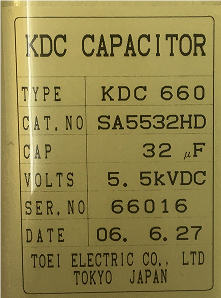 KDC CAPACITOR
TYPE KDC 660
CAT.NO SA5532HD
CAP 32 μF
VOLTS 5.5kVDC
SER.NO 66016
DATE 06. 6.27
TOEI ELECTRIC CO., LTD
TOKYO JAPAN